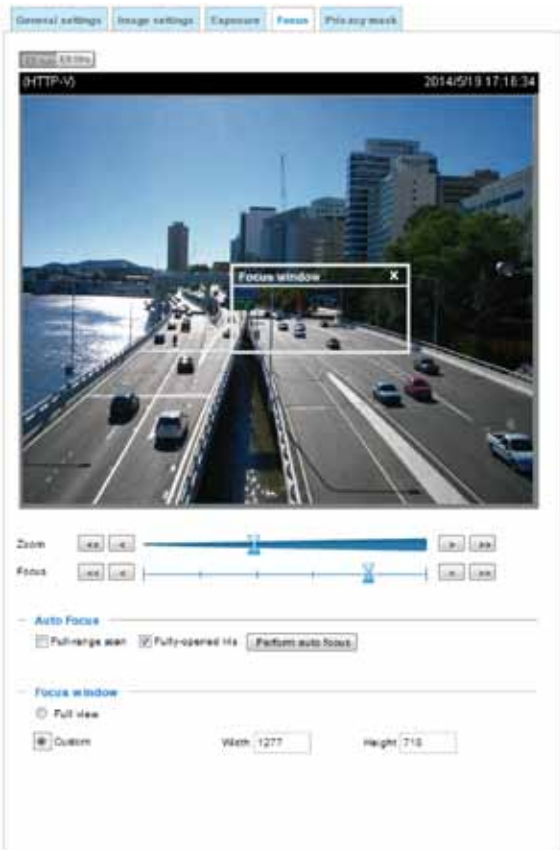 General settings Image settings Exposure Focus Privacy mask
(HTTP-V) 2014/5/19 17:18:34
Focus window X
Zoom << < > >>
Focus << < >>
Auto Focus
Full-range scan Fully-opened iris Perform auto focus
Focus window
Full view
Custom Width 1277 Height